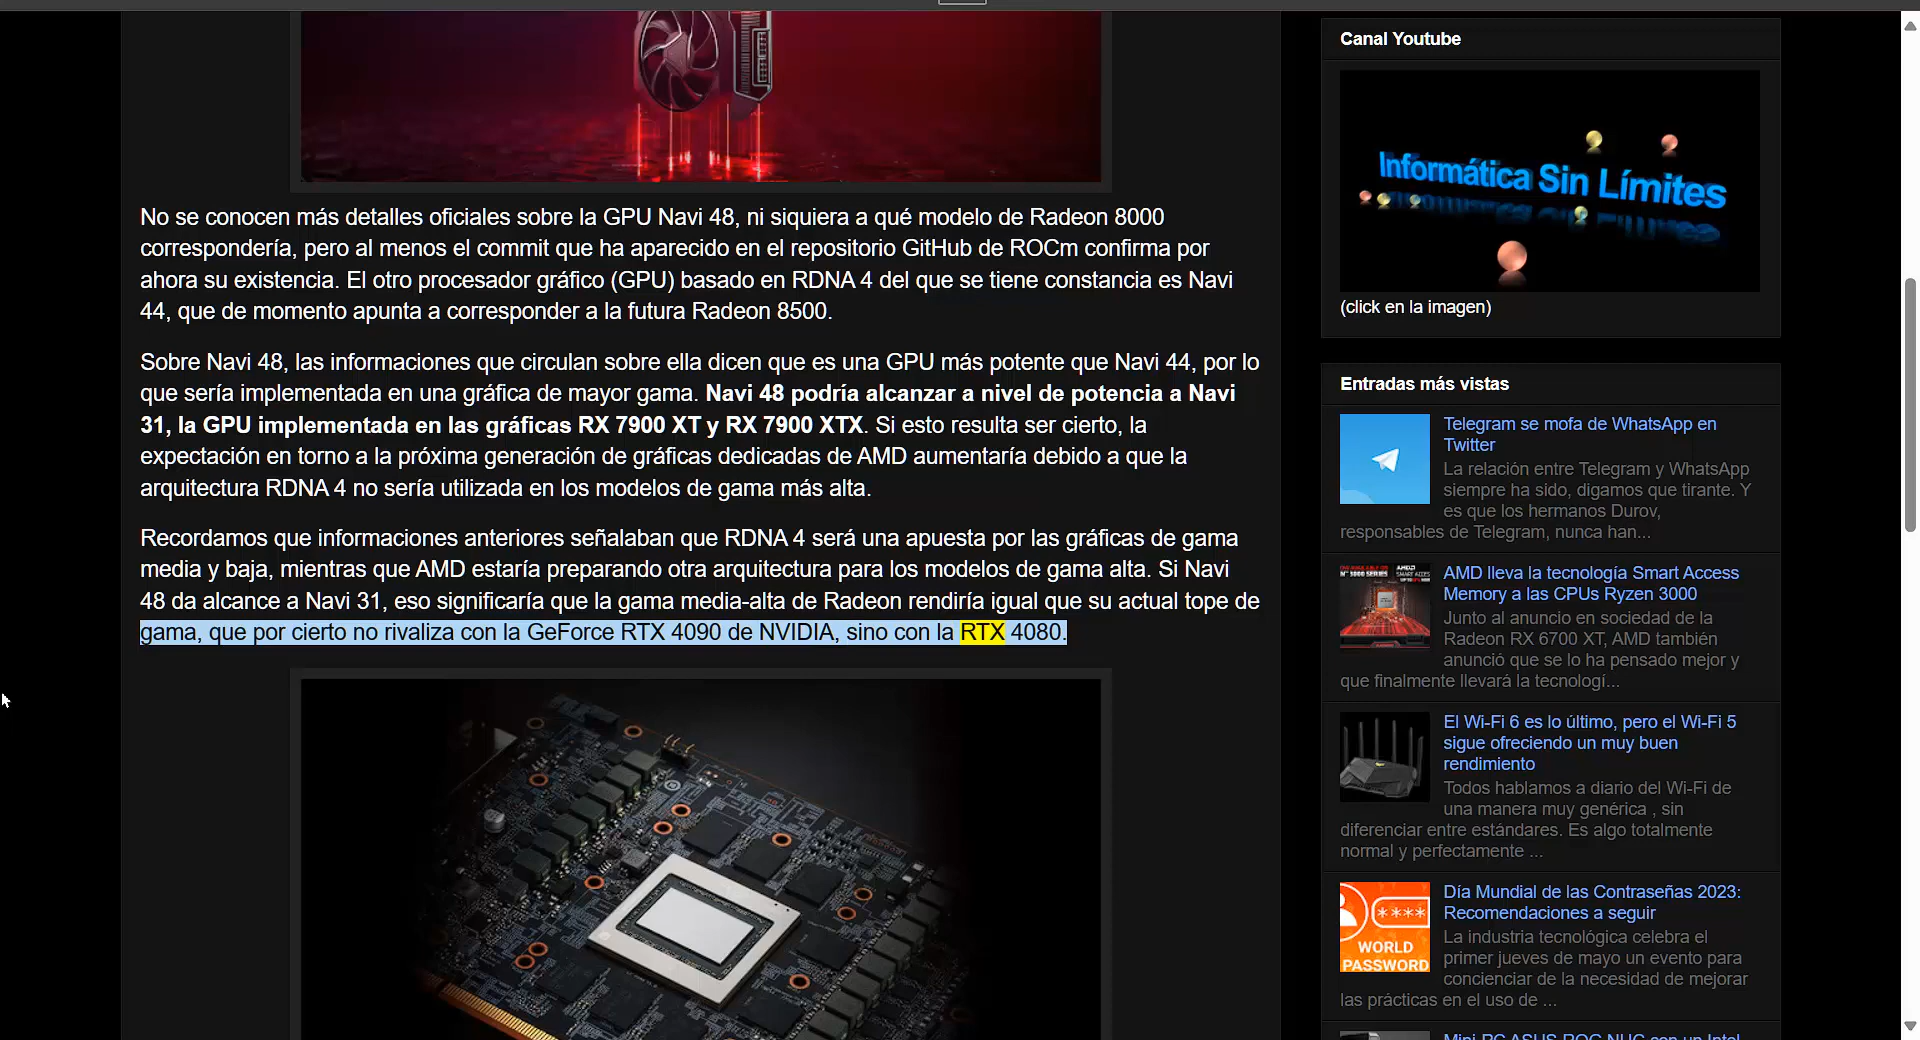 No se conocen más detalles oficiales sobre la GPU Navi 48, ni siquiera a qué modelo de Radeon 8000
correspondería, pero al menos el commit que ha aparecido en el repositorio GitHub de ROCm confirma por
ahora su existencia. El otro procesador gráfico (GPU) basado en RDNA 4 del que se tiene constancia es Navi
44, que de momento apunta a corresponder a la futura Radeon 8500.
Sobre Navi 48, las informaciones que circulan sobre ella dicen que es una GPU más potente que Navi 44, por lo
que sería implementada en una gráfica de mayor gama. Navi 48 podría alcanzar a nivel de potencia a Navi
31, la GPU implementada en las gráficas RX 7900 XT y RX 7900 XTX. Si esto resulta ser cierto, la
expectación en torno a la próxima generación de gráficas dedicadas de AMD aumentaría debido a que la
arquitectura RDNA 4 no sería utilizada en los modelos de gama más alta.
Recordamos que informaciones anteriores señalaban que RDNA 4 será una apuesta por las gráficas de gama
media y baja, mientras que AMD estaría preparando otra arquitectura para los modelos de gama alta. Si Navi
48 da alcance a Navi 31, eso significaría que la gama media-alta de Radeon rendiría igual que su actual tope de
gama, que por cierto no rivaliza con la GeForce RTX 4090 de NVIDIA, sino con la RTX 4080.
Canal Youtube
Informática Sin Límites
(click en la imagen)
Entradas más vistas
Telegram se mofa de WhatsApp en
Twitter
La relación entre Telegram y WhatsApp
siempre ha sido, digamos que tirante. Y
es que los hermanos Durov,
responsables de Telegram, nunca han...
AMD lleva la tecnología Smart Access
Memory a las CPUs Ryzen 3000
Junto al anuncio en sociedad de la
Radeon RX 6700 XT, AMD también
anunció que se lo ha pensado mejor y
que finalmente llevará la tecnologí...
El Wi-Fi 6 es lo último, pero el Wi-Fi 5
sigue ofreciendo un muy buen
rendimiento
Todos hablamos a diario del Wi-Fi de
una manera muy genérica , sin
diferenciar entre estándares. Es algo totalmente
normal y perfectamente ...
****
WORLD
PASSWORD
Día Mundial de las Contraseñas 2023:
Recomendaciones a seguir
La industria tecnológica celebra el
primer jueves de mayo un evento para
concienciar de la necesidad de mejorar
las prácticas en el uso de ...
Mini PC ASUS ROG NUC con un Intel